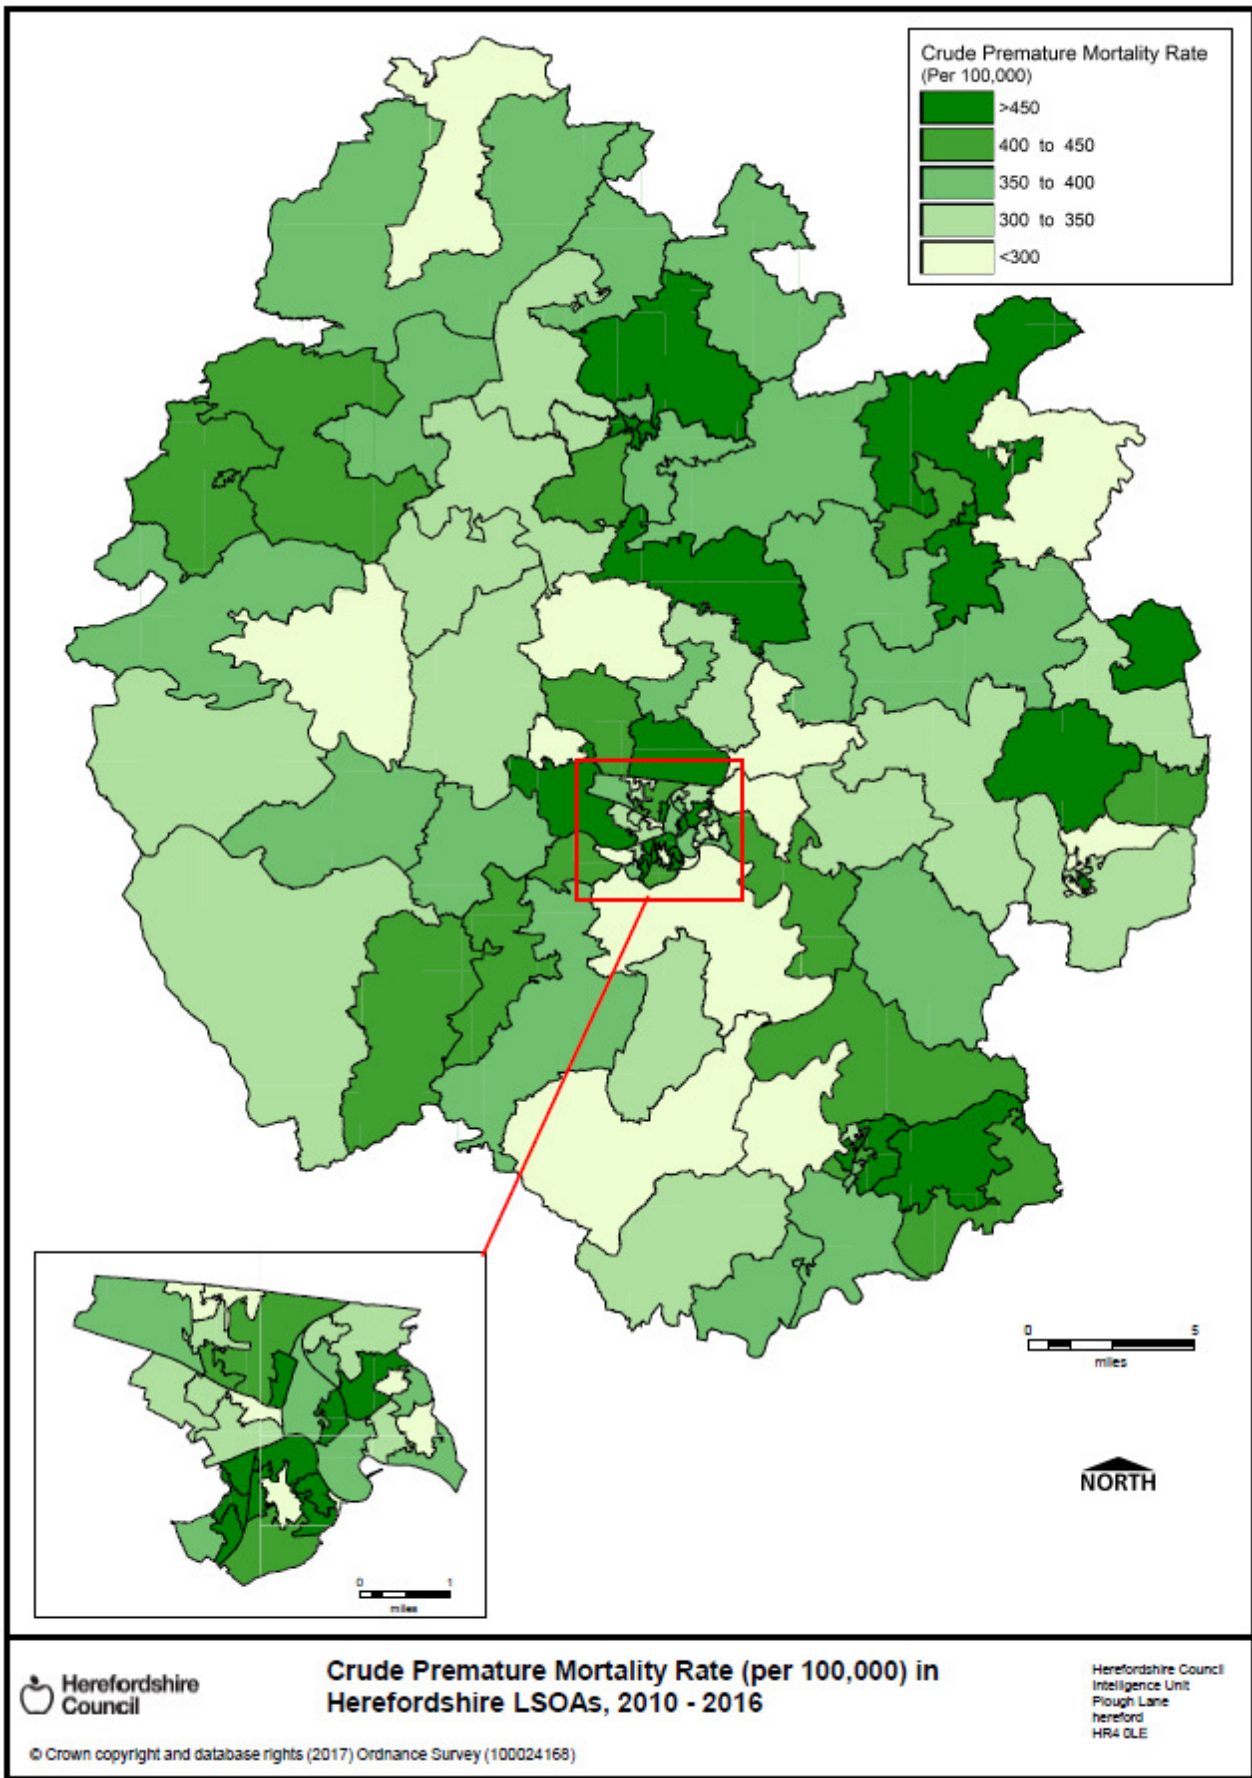 Crude Premature Mortality Rate
(Per 100,000)
>450
400 to 450
350 to 400
300 to 350
<300
0 5
miles
NORTH
0 1
miles
Herefordshire
Council
Crude Premature Mortality Rate (per 100,000) in
Herefordshire LSOAs, 2010 - 2016
Herefordshire Council
Intelligence Unit
Plough Lane
hereford
HR4 0LE
© Crown copyright and database rights (2017) Ordnance Survey (100024168)